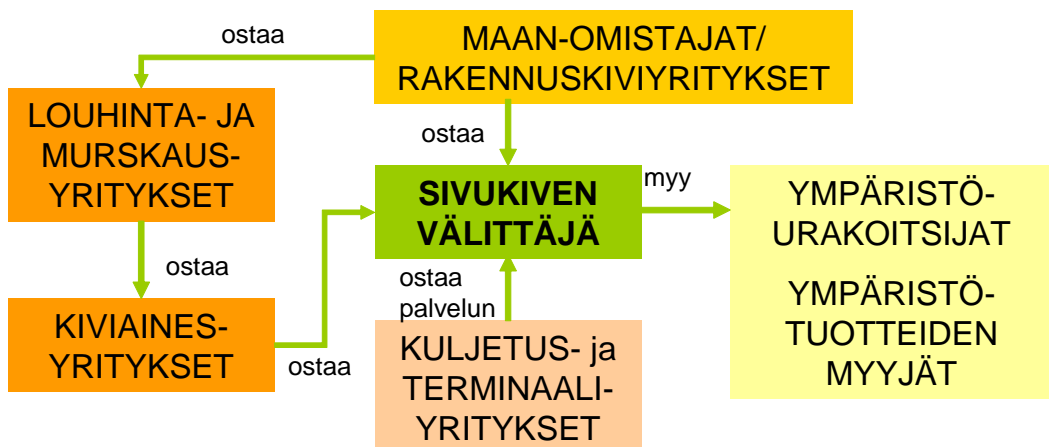 ostaa
MAAN-OMISTAJAT/
RAKENNUSKIVIYRITYKSET
LOUHINTA- JA
MURSKAUS-
YRITYKSET
ostaa
SIVUKIVEN
VÄLITTÄJÄ
myy
YMPÄRISTÖ-
URAKOITSIJAT
YMPÄRISTÖ-
TUOTTEIDEN
MYYJÄT
ostaa
KIVIAINES-
YRITYKSET
ostaa
ostaa
palvelun
KULJETUS- ja
TERMINAALI-
YRITYKSET